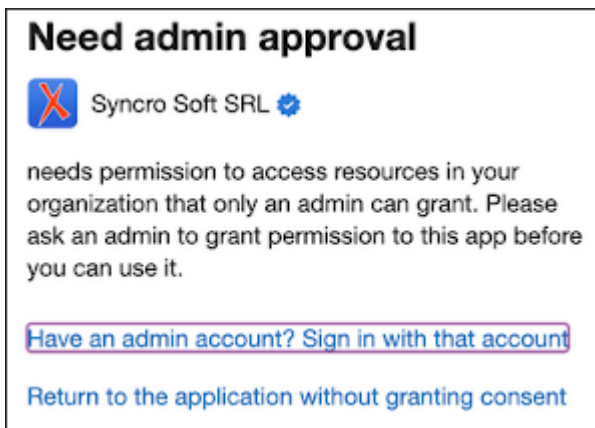 Need admin approval
Syncro Soft SRL
needs permission to access resources in your
organization that only an admin can grant. Please
ask an admin to grant permission to this app before
you can use it.
Have an admin account? Sign in with that account
Return to the application without granting consent